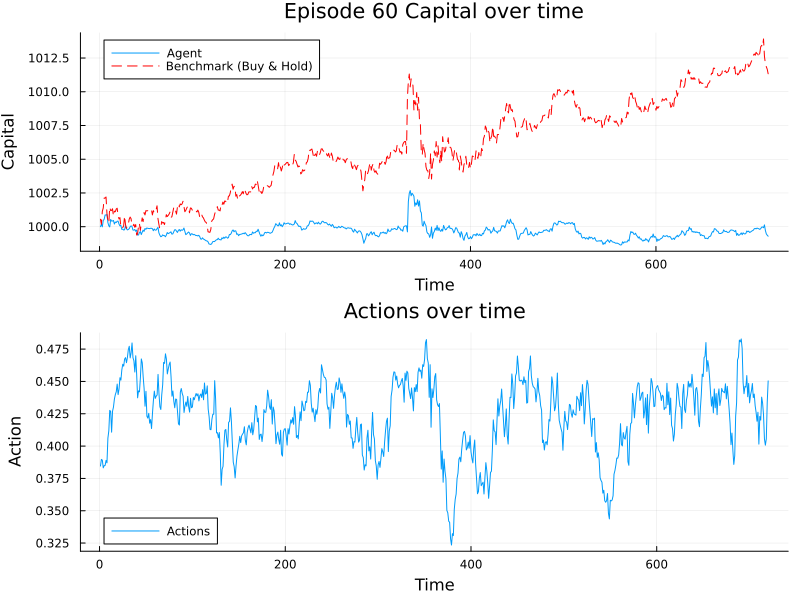 Episode 60 Capital over time
Capital
1012.5
1010.0
1007.5
1005.0
1002.5
1000.0
Agent
Benchmark (Buy & Hold)
0
200
400
600
Time
Actions over time
Action
0.475
0.450
0.425
0.400
0.375
0.350
0.325
Actions
0
200
400
600
Time